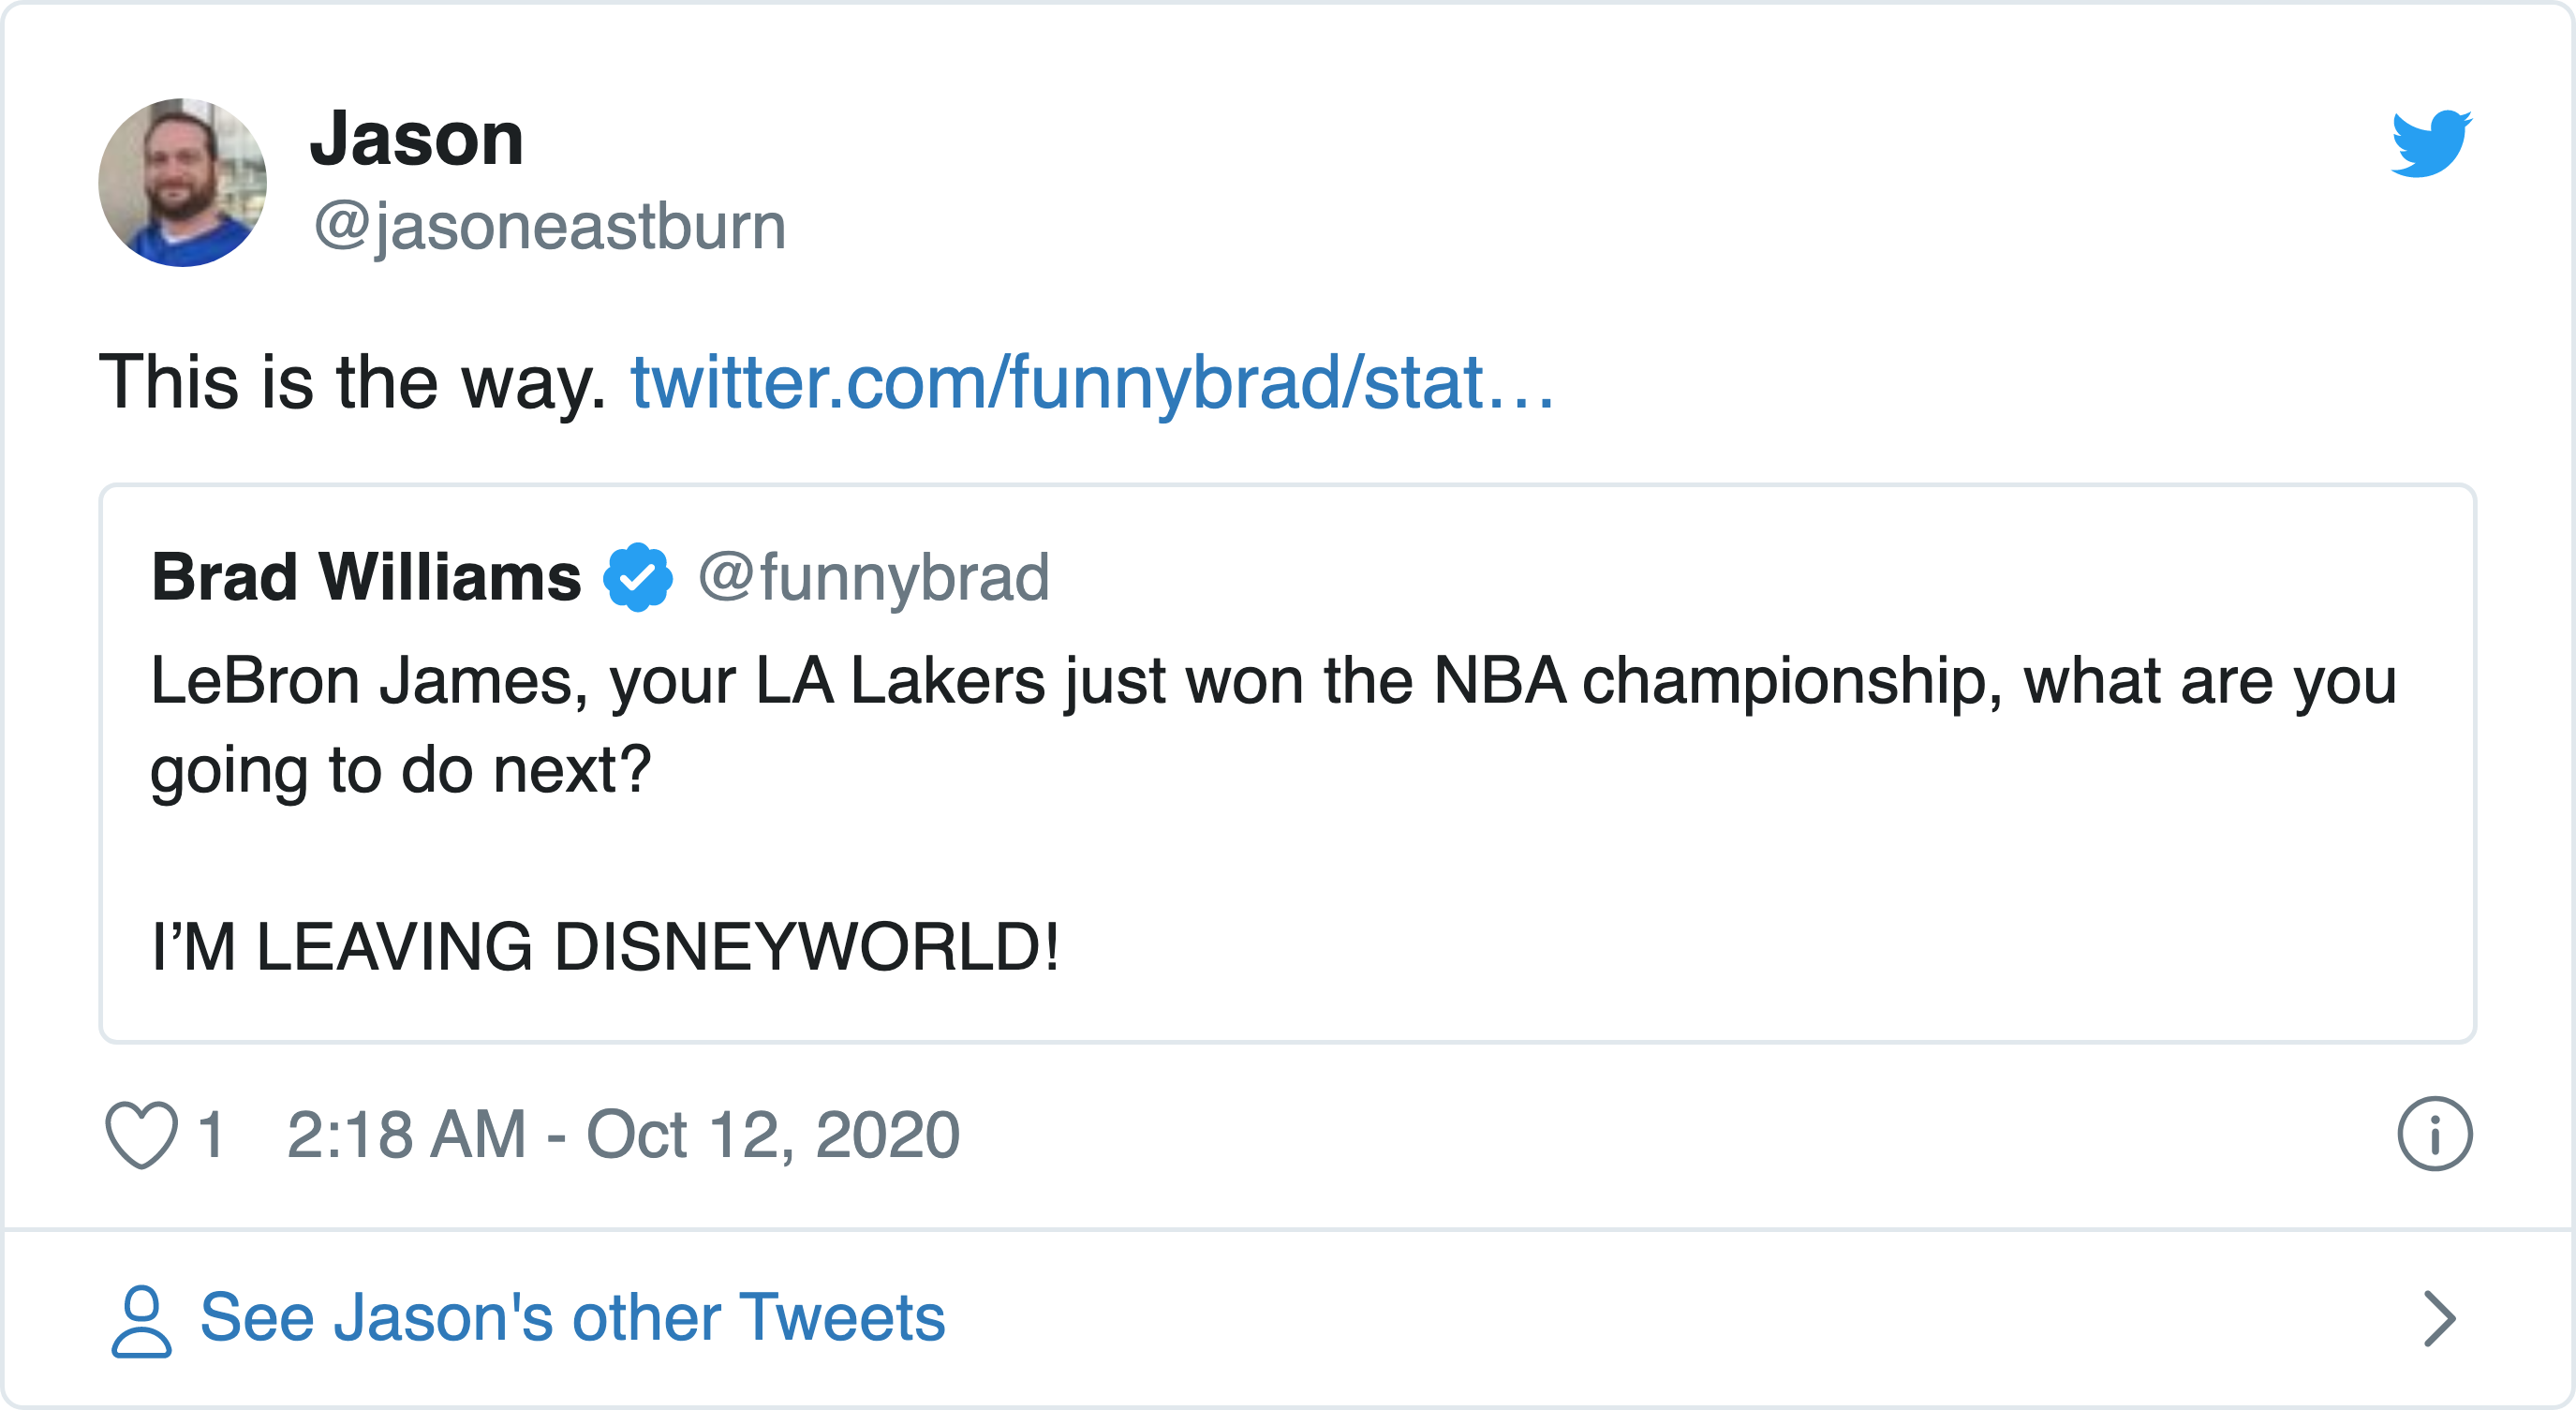 Jason
@jasoneastburn
This is the way. twitter.com/funnybrad/stat…
Brad Williams @funnybrad
LeBron James, your LA Lakers just won the NBA championship, what are you
going to do next?
I’M LEAVING DISNEYWORLD!
1 2:18 AM - Oct 12, 2020
See Jason's other Tweets